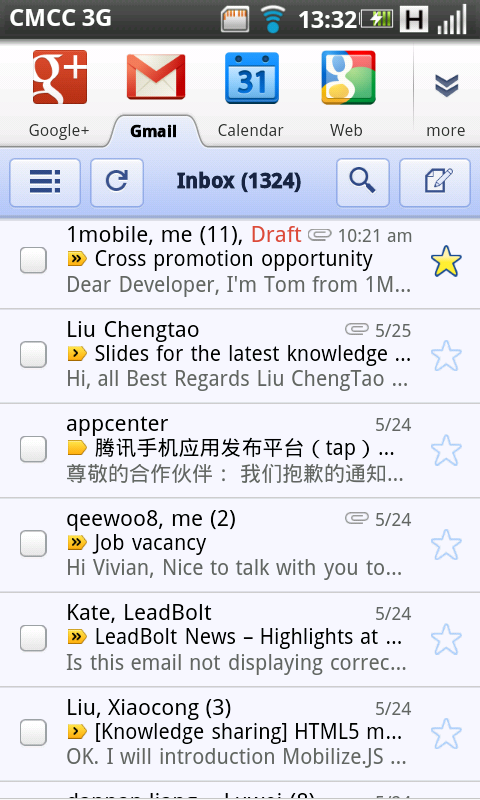 CMCC 3G 13:32 H
g+ M 31 g
Google+ Gmail Calendar Web more
Inbox (1324)
1mobile, me (11), Draft 10:21 am
Cross promotion opportunity
Dear Developer, I'm Tom from 1M...
Liu Chengtao 5/25
Slides for the latest knowledge ...
Hi, all Best Regards Liu ChengTao ...
appcenter 5/24
腾讯手机应用发布平台（tap）...
尊敬的合作伙伴： 我们抱歉的通知...
qeewoo8, me (2) 5/24
Job vacancy
Hi Vivian, Nice to talk with you to...
Kate, LeadBolt 5/24
LeadBolt News – Highlights at ...
Is this email not displaying correc...
Liu, Xiaocong (3) 5/24
[Knowledge sharing] HTML5 m...
OK. I will introduction Mobilize.JS ...